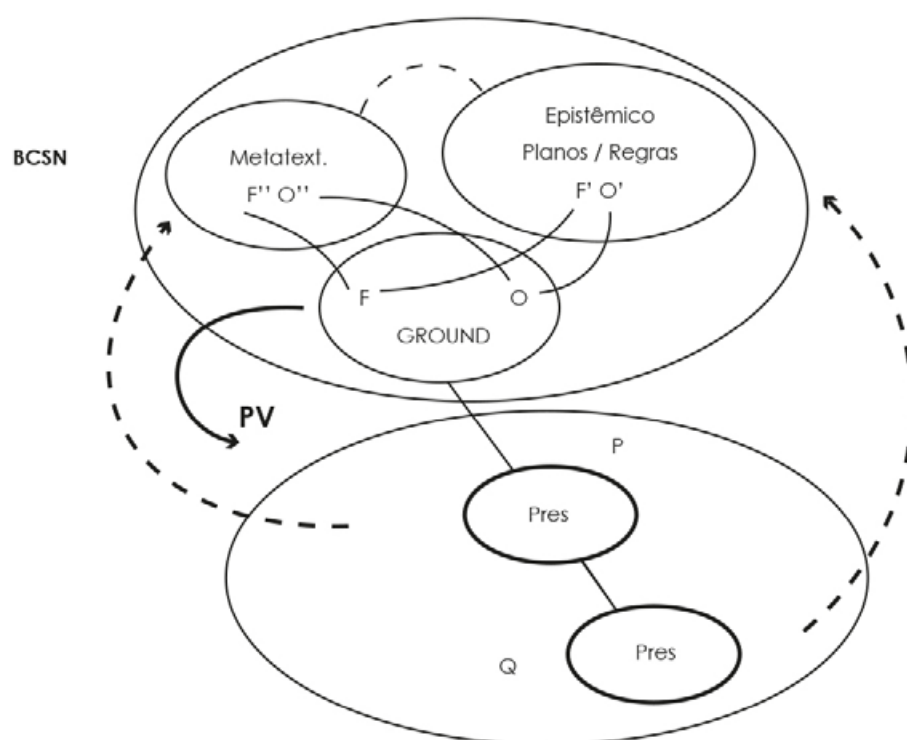 BCSN
Metatext.
F'' O''
Epistêmico
Planos / Regras
F' O'
F
O
GROUND
PV
P
Pres
Q
Pres